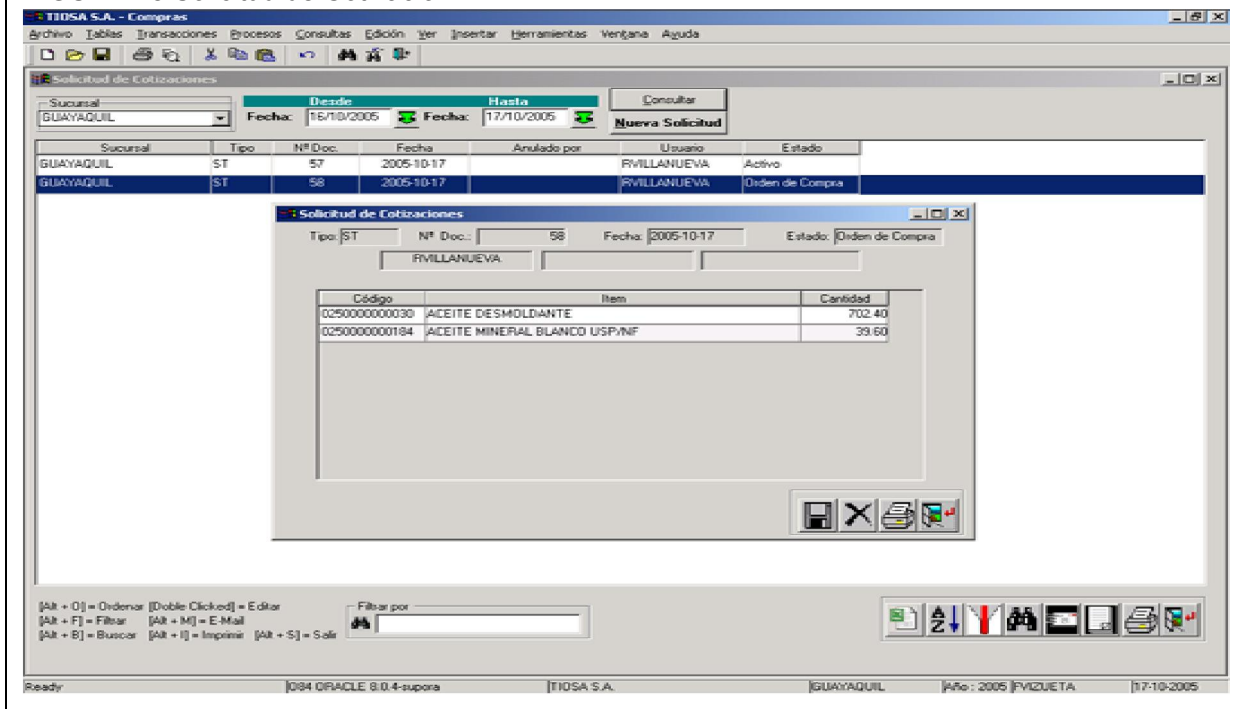 TIOSA S.A. - Compras
Archivo Tablas Transacciones Procesos Consultas Edición Ver Insertar Herramientas Ventana Ayuda
Solicitud de Cotizaciones
Sucursal Desde Hasta Consultar
GUAYAQUIL Fecha: 16/10/2005 Fecha: 17/10/2005 Nueva Solicitud
Sucursal Tipo Nº Doc. Fecha Anulado por Usuario Estado
GUAYAQUIL ST 57 2005-10-17 RVILLANUEVA Activo
GUAYAQUIL ST 58 2005-10-17 RVILLANUEVA Orden de Compra
Solicitud de Cotizaciones
Tipo: ST Nº Doc.: 58 Fecha: 2005-10-17 Estado: Orden de Compra
RVILLANUEVA
Código Item Cantidad
0250000000030 ACEITE DESMOLDANTE 702.40
0250000000184 ACEITE MINERAL BLANCO USP/NF 39.60
[Alt + O] = Ordenar [Doble Clicked] = Editar
[Alt + F] = Filtrar [Alt + M] = E-Mail
[Alt + B] = Buscar [Alt + I] = Imprimir [Alt + S] = Salir
Filtrar por
Ready 084 ORACLE 8.0.4-supora TIOSA S.A. GUAYAQUIL Año : 2005 FVIZUETA 17-10-2005